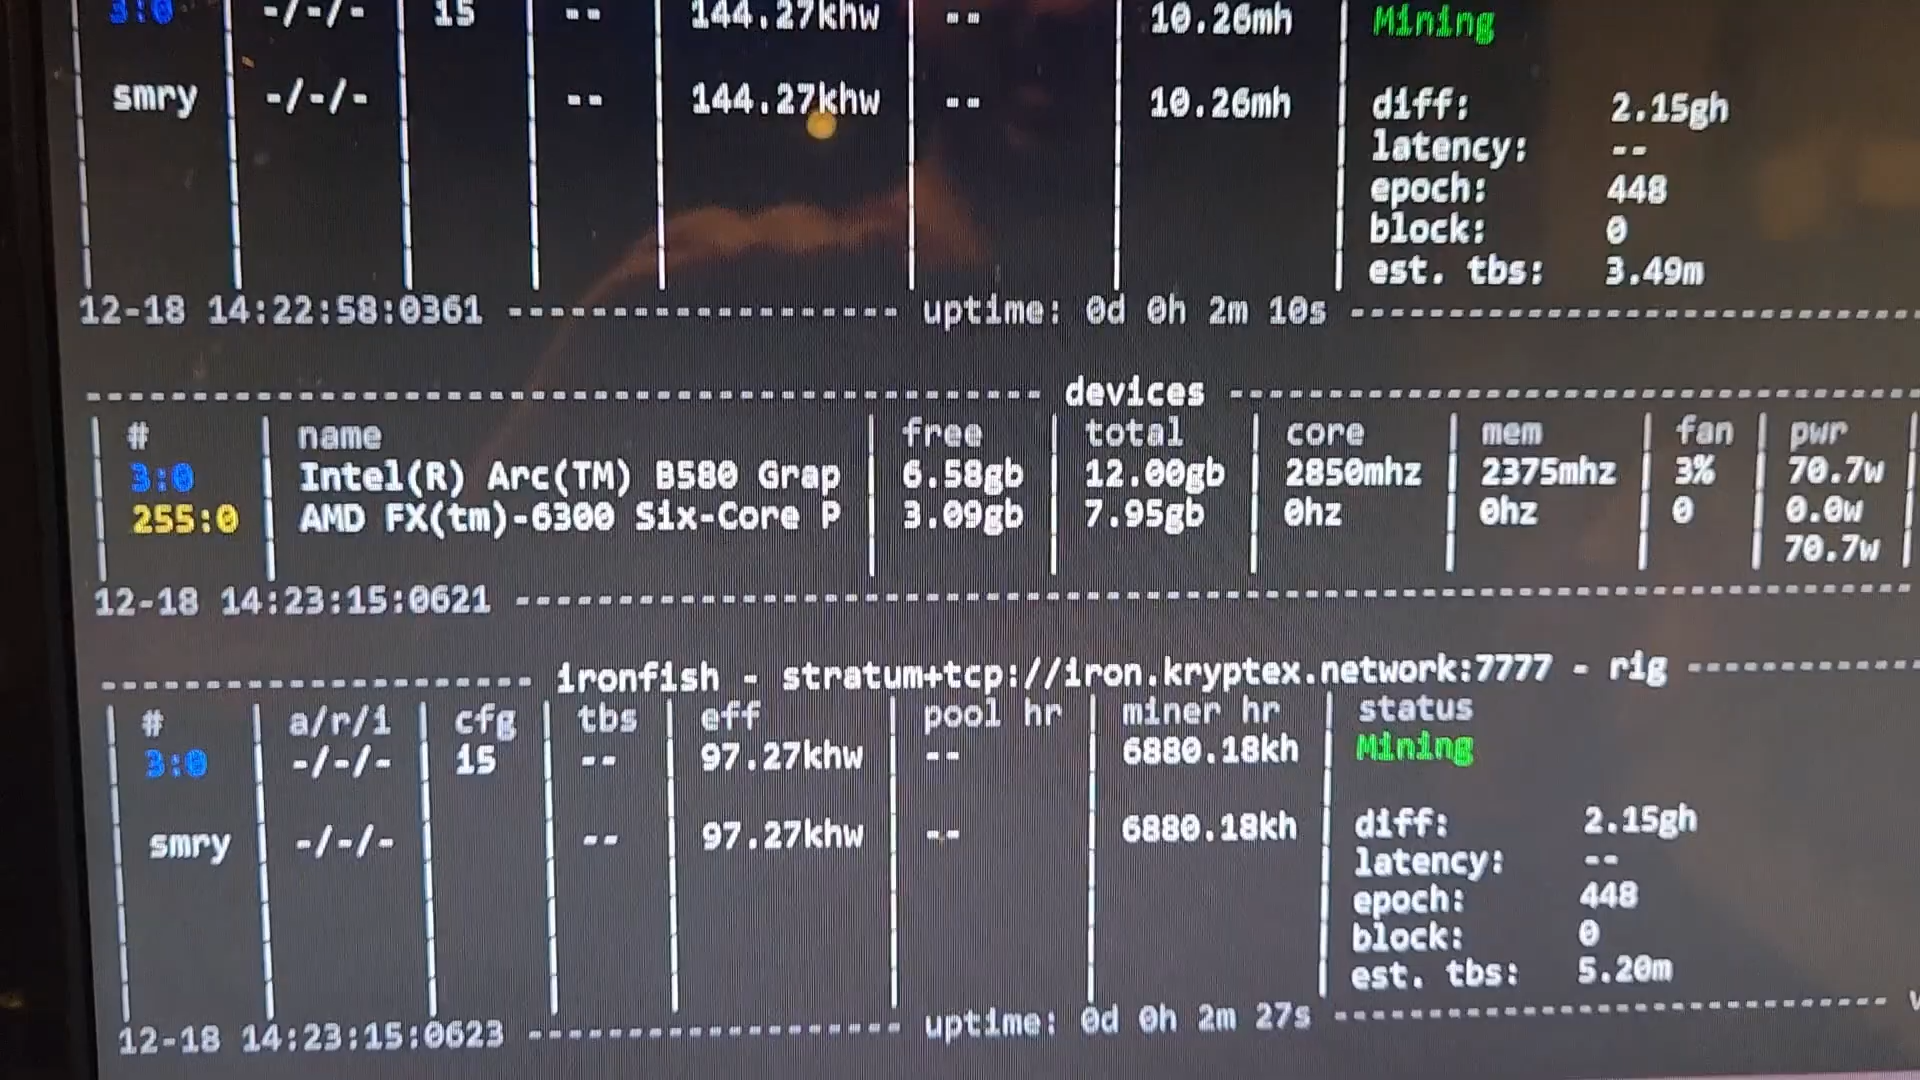 3:0 -/-/- 15 -- 144.27khw -- 10.26mh Mining
smry -/-/- -- 144.27khw -- 10.26mh diff: 2.15gh
latency: --
epoch: 448
block: 0
est. tbs: 3.49m
12-18 14:22:58:0361 uptime: 0d 0h 2m 10s
devices
# name free total core mem fan pwr
3:0 Intel(R) Arc(TM) B580 Grap 6.58gb 12.00gb 2850mhz 2375mhz 3% 70.7w
255:0 AMD FX(tm)-6300 Six-Core P 3.09gb 7.95gb 0hz 0hz 0 0.0w
70.7w
12-18 14:23:15:0621
ironfish - stratum+tcp://iron.kryptex.network:7777 - rig
# a/r/i cfg tbs eff pool hr miner hr status
3:0 -/-/- 15 -- 97.27khw -- 6880.18kh Mining
smry -/-/- -- 97.27khw -- 6880.18kh diff: 2.15gh
latency: --
epoch: 448
block: 0
est. tbs: 5.20m
12-18 14:23:15:0623 uptime: 0d 0h 2m 27s